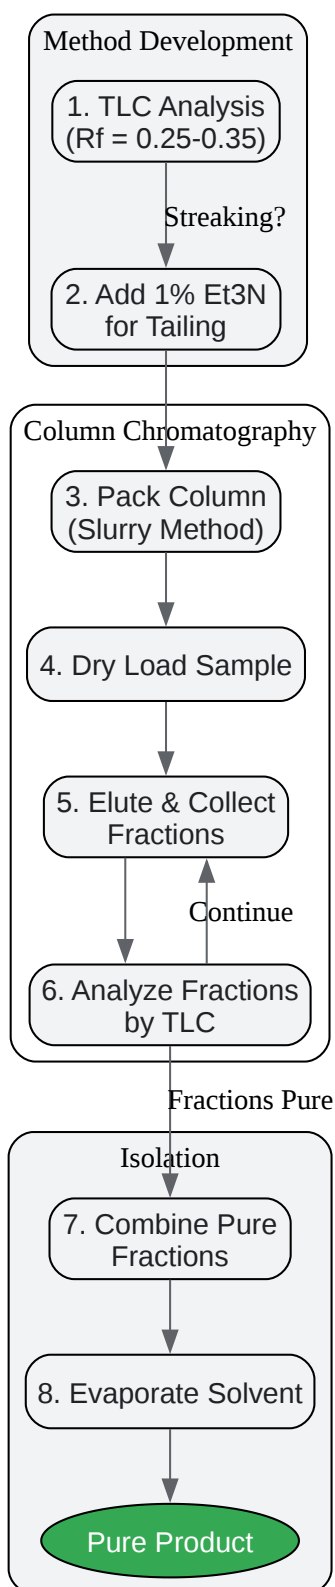 Method Development
1. TLC Analysis
(Rf = 0.25-0.35)
Streaking?
2. Add 1% Et3N
for Tailing
Column Chromatography
3. Pack Column
(Slurry Method)
4. Dry Load Sample
5. Elute & Collect
Fractions
Continue
6. Analyze Fractions
by TLC
Fractions Pure
Isolation
7. Combine Pure
Fractions
8. Evaporate Solvent
Pure Product